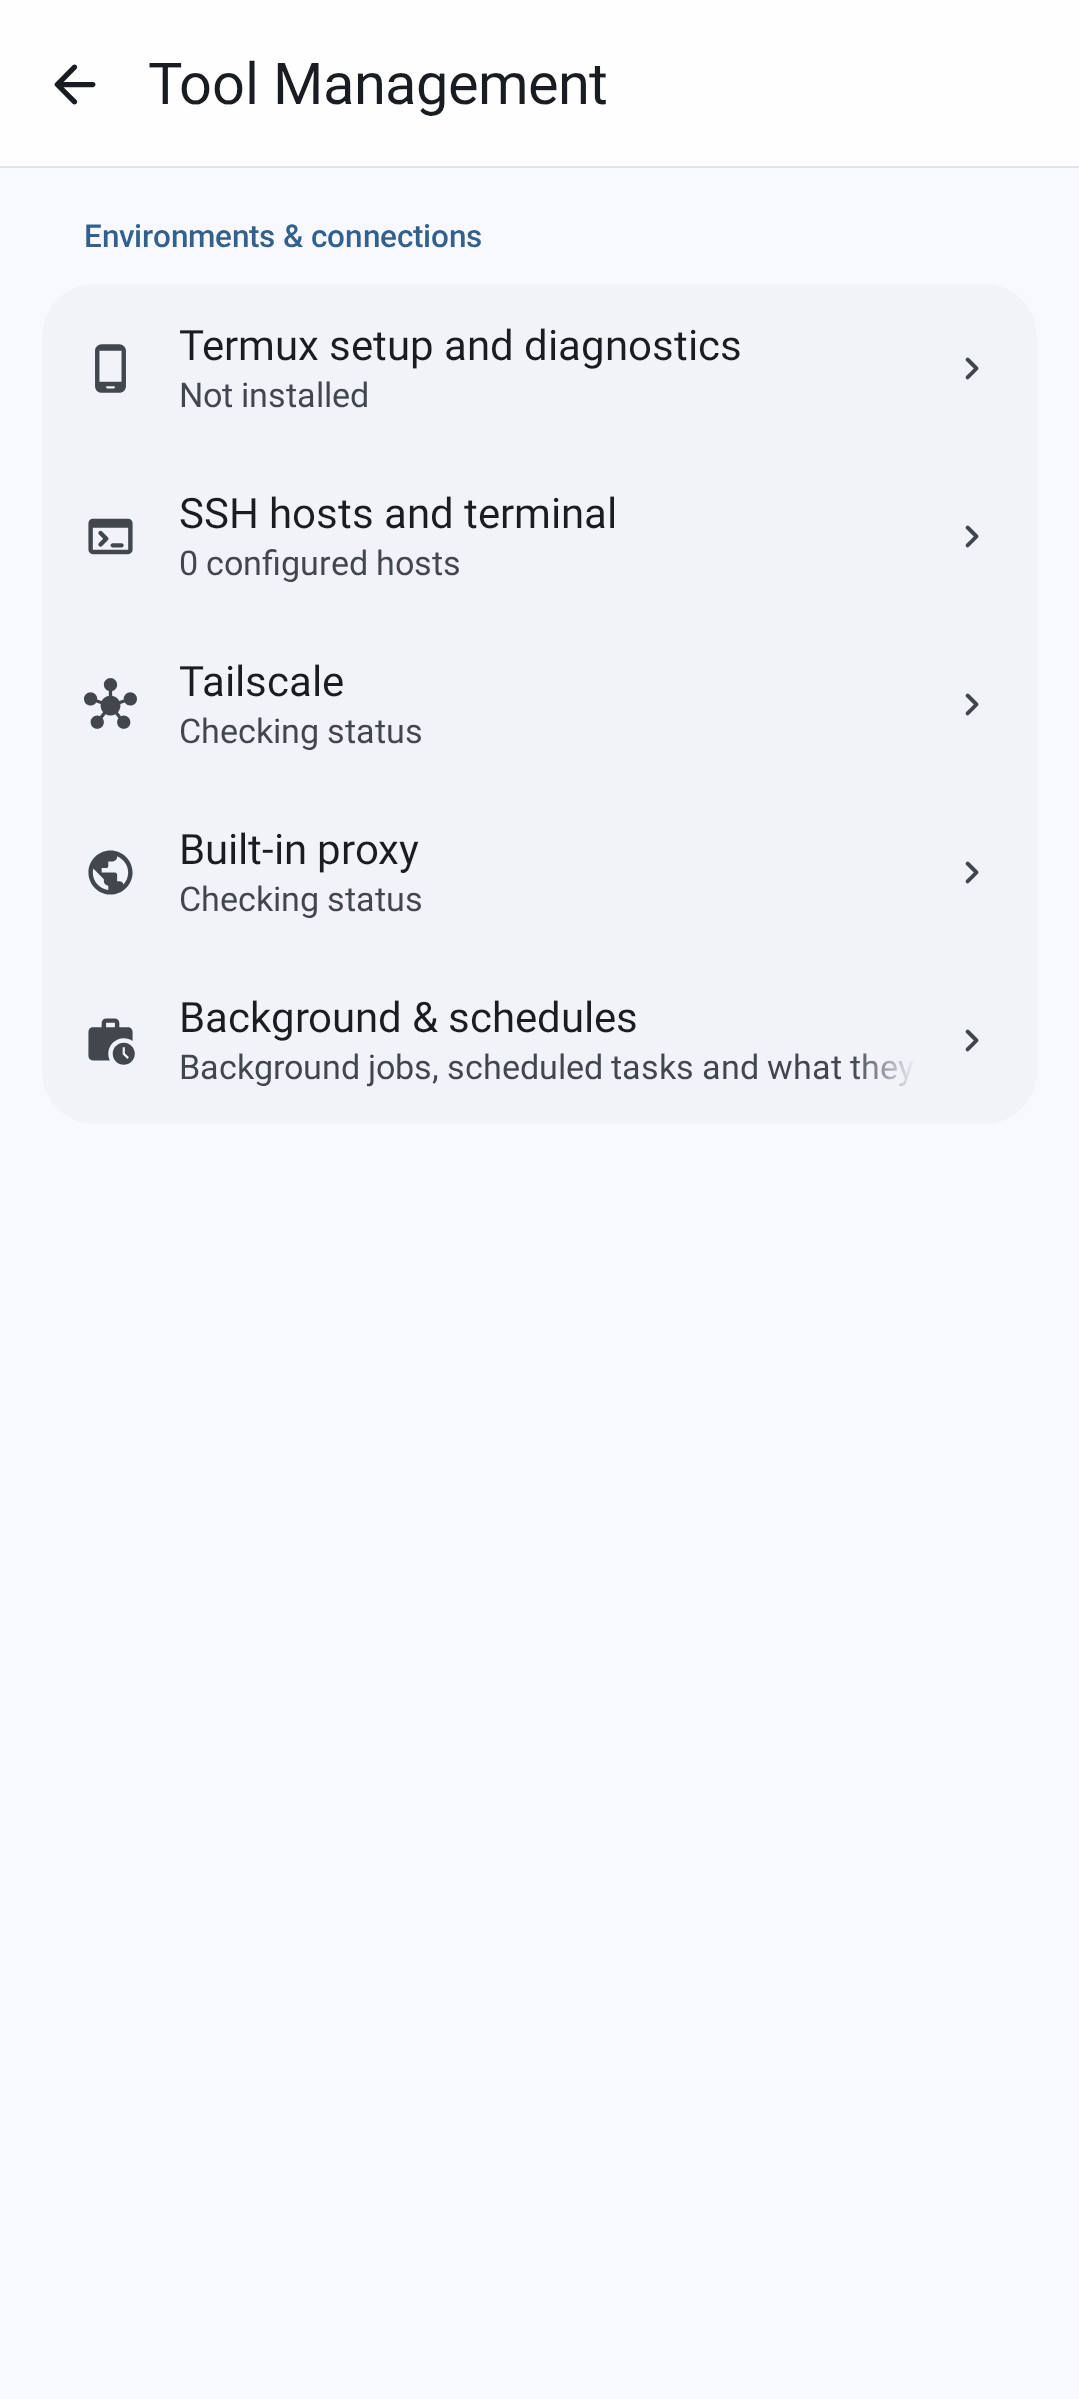 Tool Management
Environments & connections
Termux setup and diagnostics
Not installed
SSH hosts and terminal
0 configured hosts
Tailscale
Checking status
Built-in proxy
Checking status
Background & schedules
Background jobs, scheduled tasks and what they